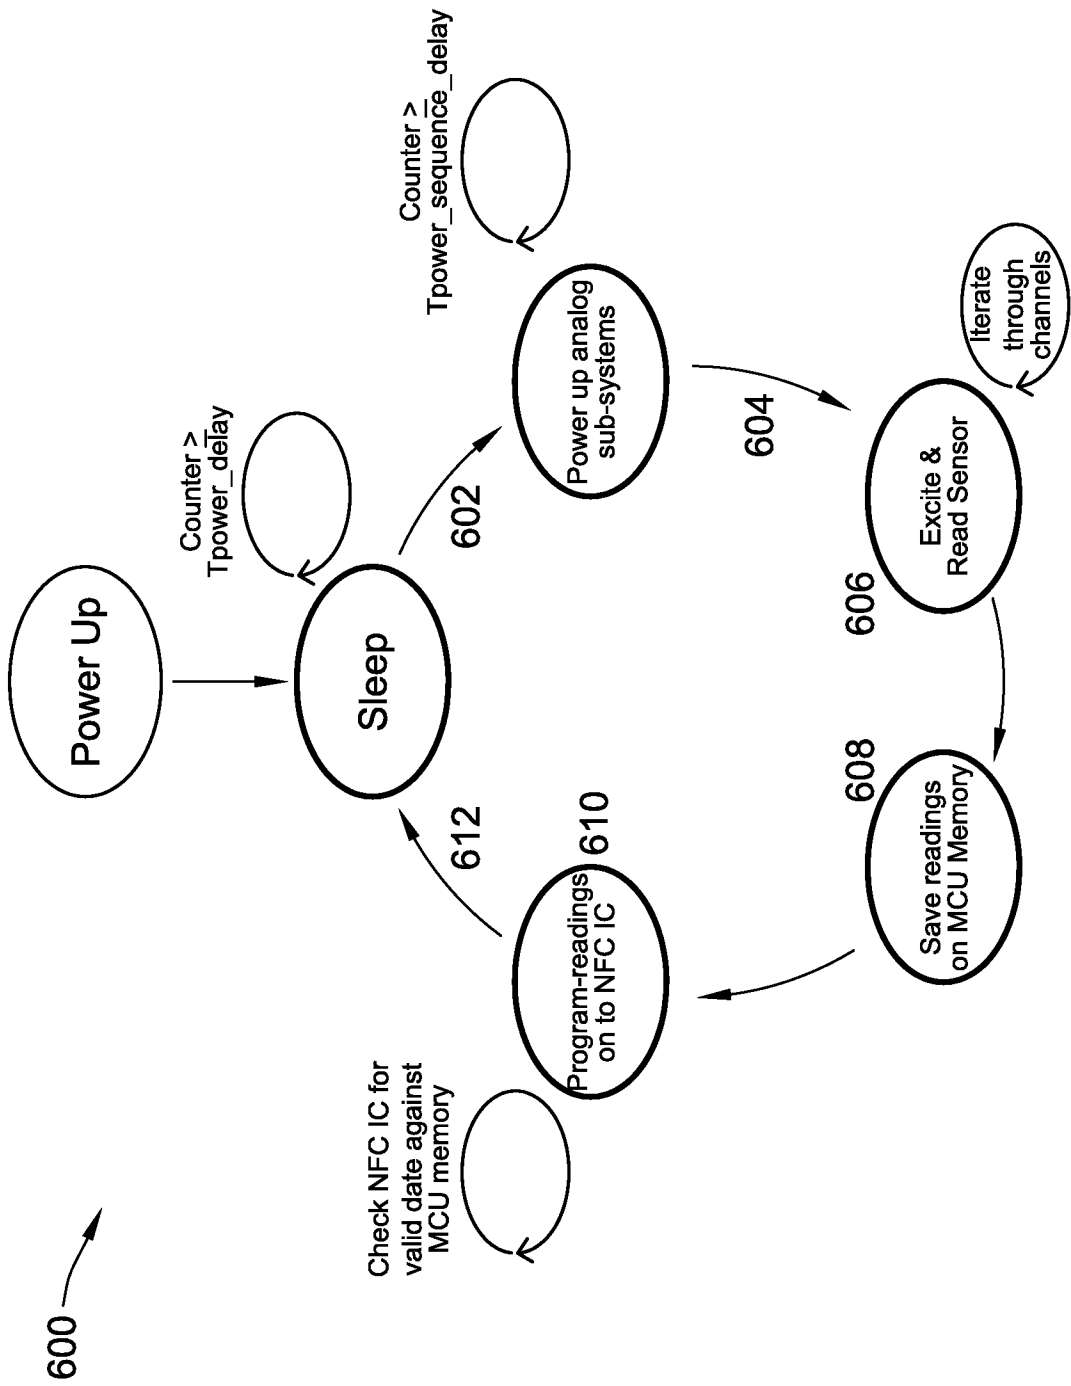 600
Power Up
Counter >
Tpower_delay
Sleep
602
Counter >
Tpower_sequence_delay
Power up analog
sub-systems
604
Iterate
through
channels
606
Excite &
Read Sensor
608
Save readings
on MCU Memory
610
Program-readings
on to NFC IC
Check NFC IC for
valid date against
MCU memory
612